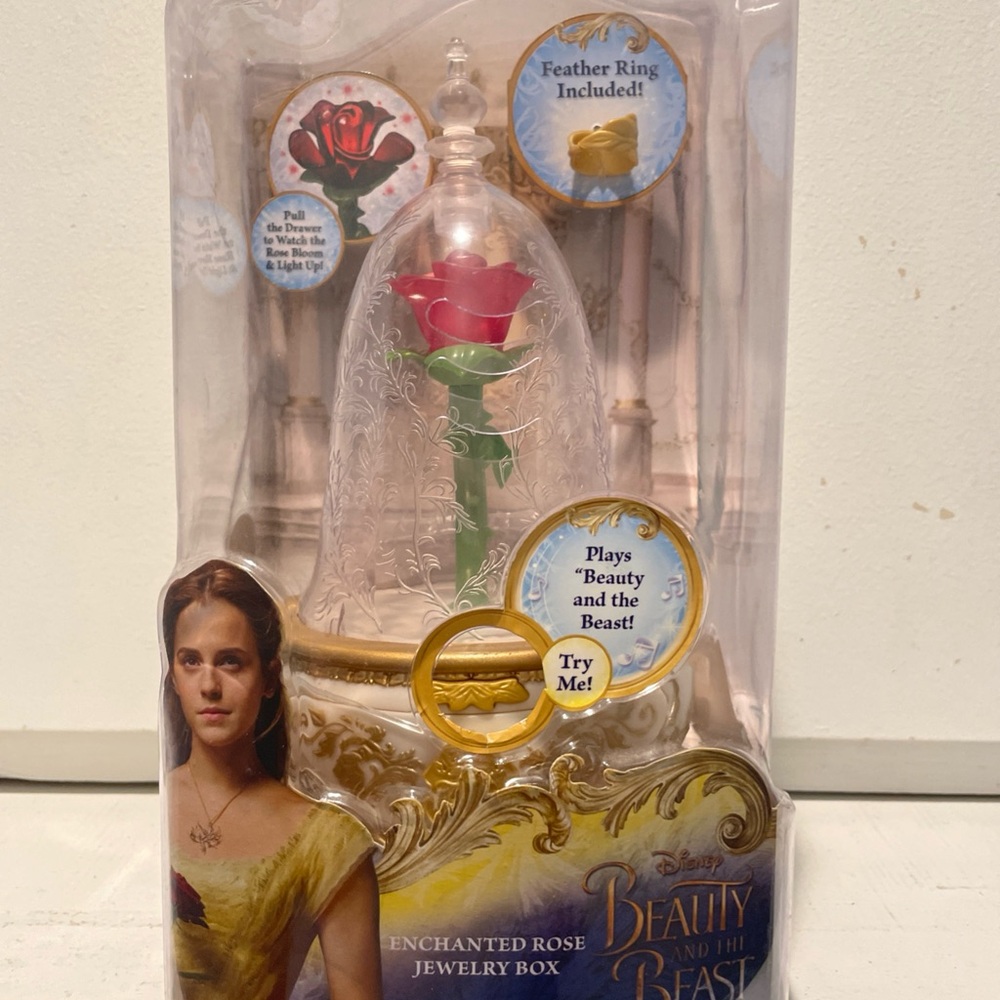 Feather Ring
Included!
Pull
the Drawer
to Watch the
Rose Bloom
& Light Up!
Plays
“Beauty
and the
Beast!
Try
Me!
ENCHANTED ROSE
JEWELRY BOX
Disney
BEAUTY
AND THE
BEAST